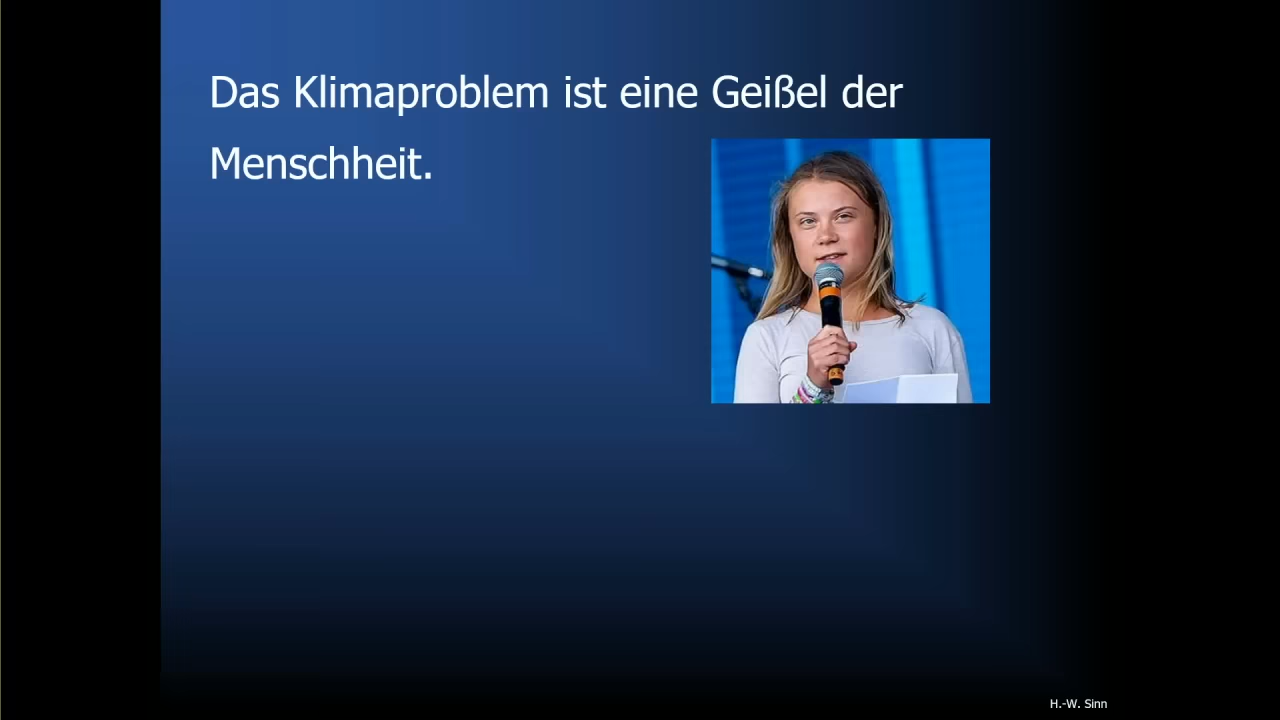 Das Klimaproblem ist eine Geißel der
Menschheit.
H.-W. Sinn